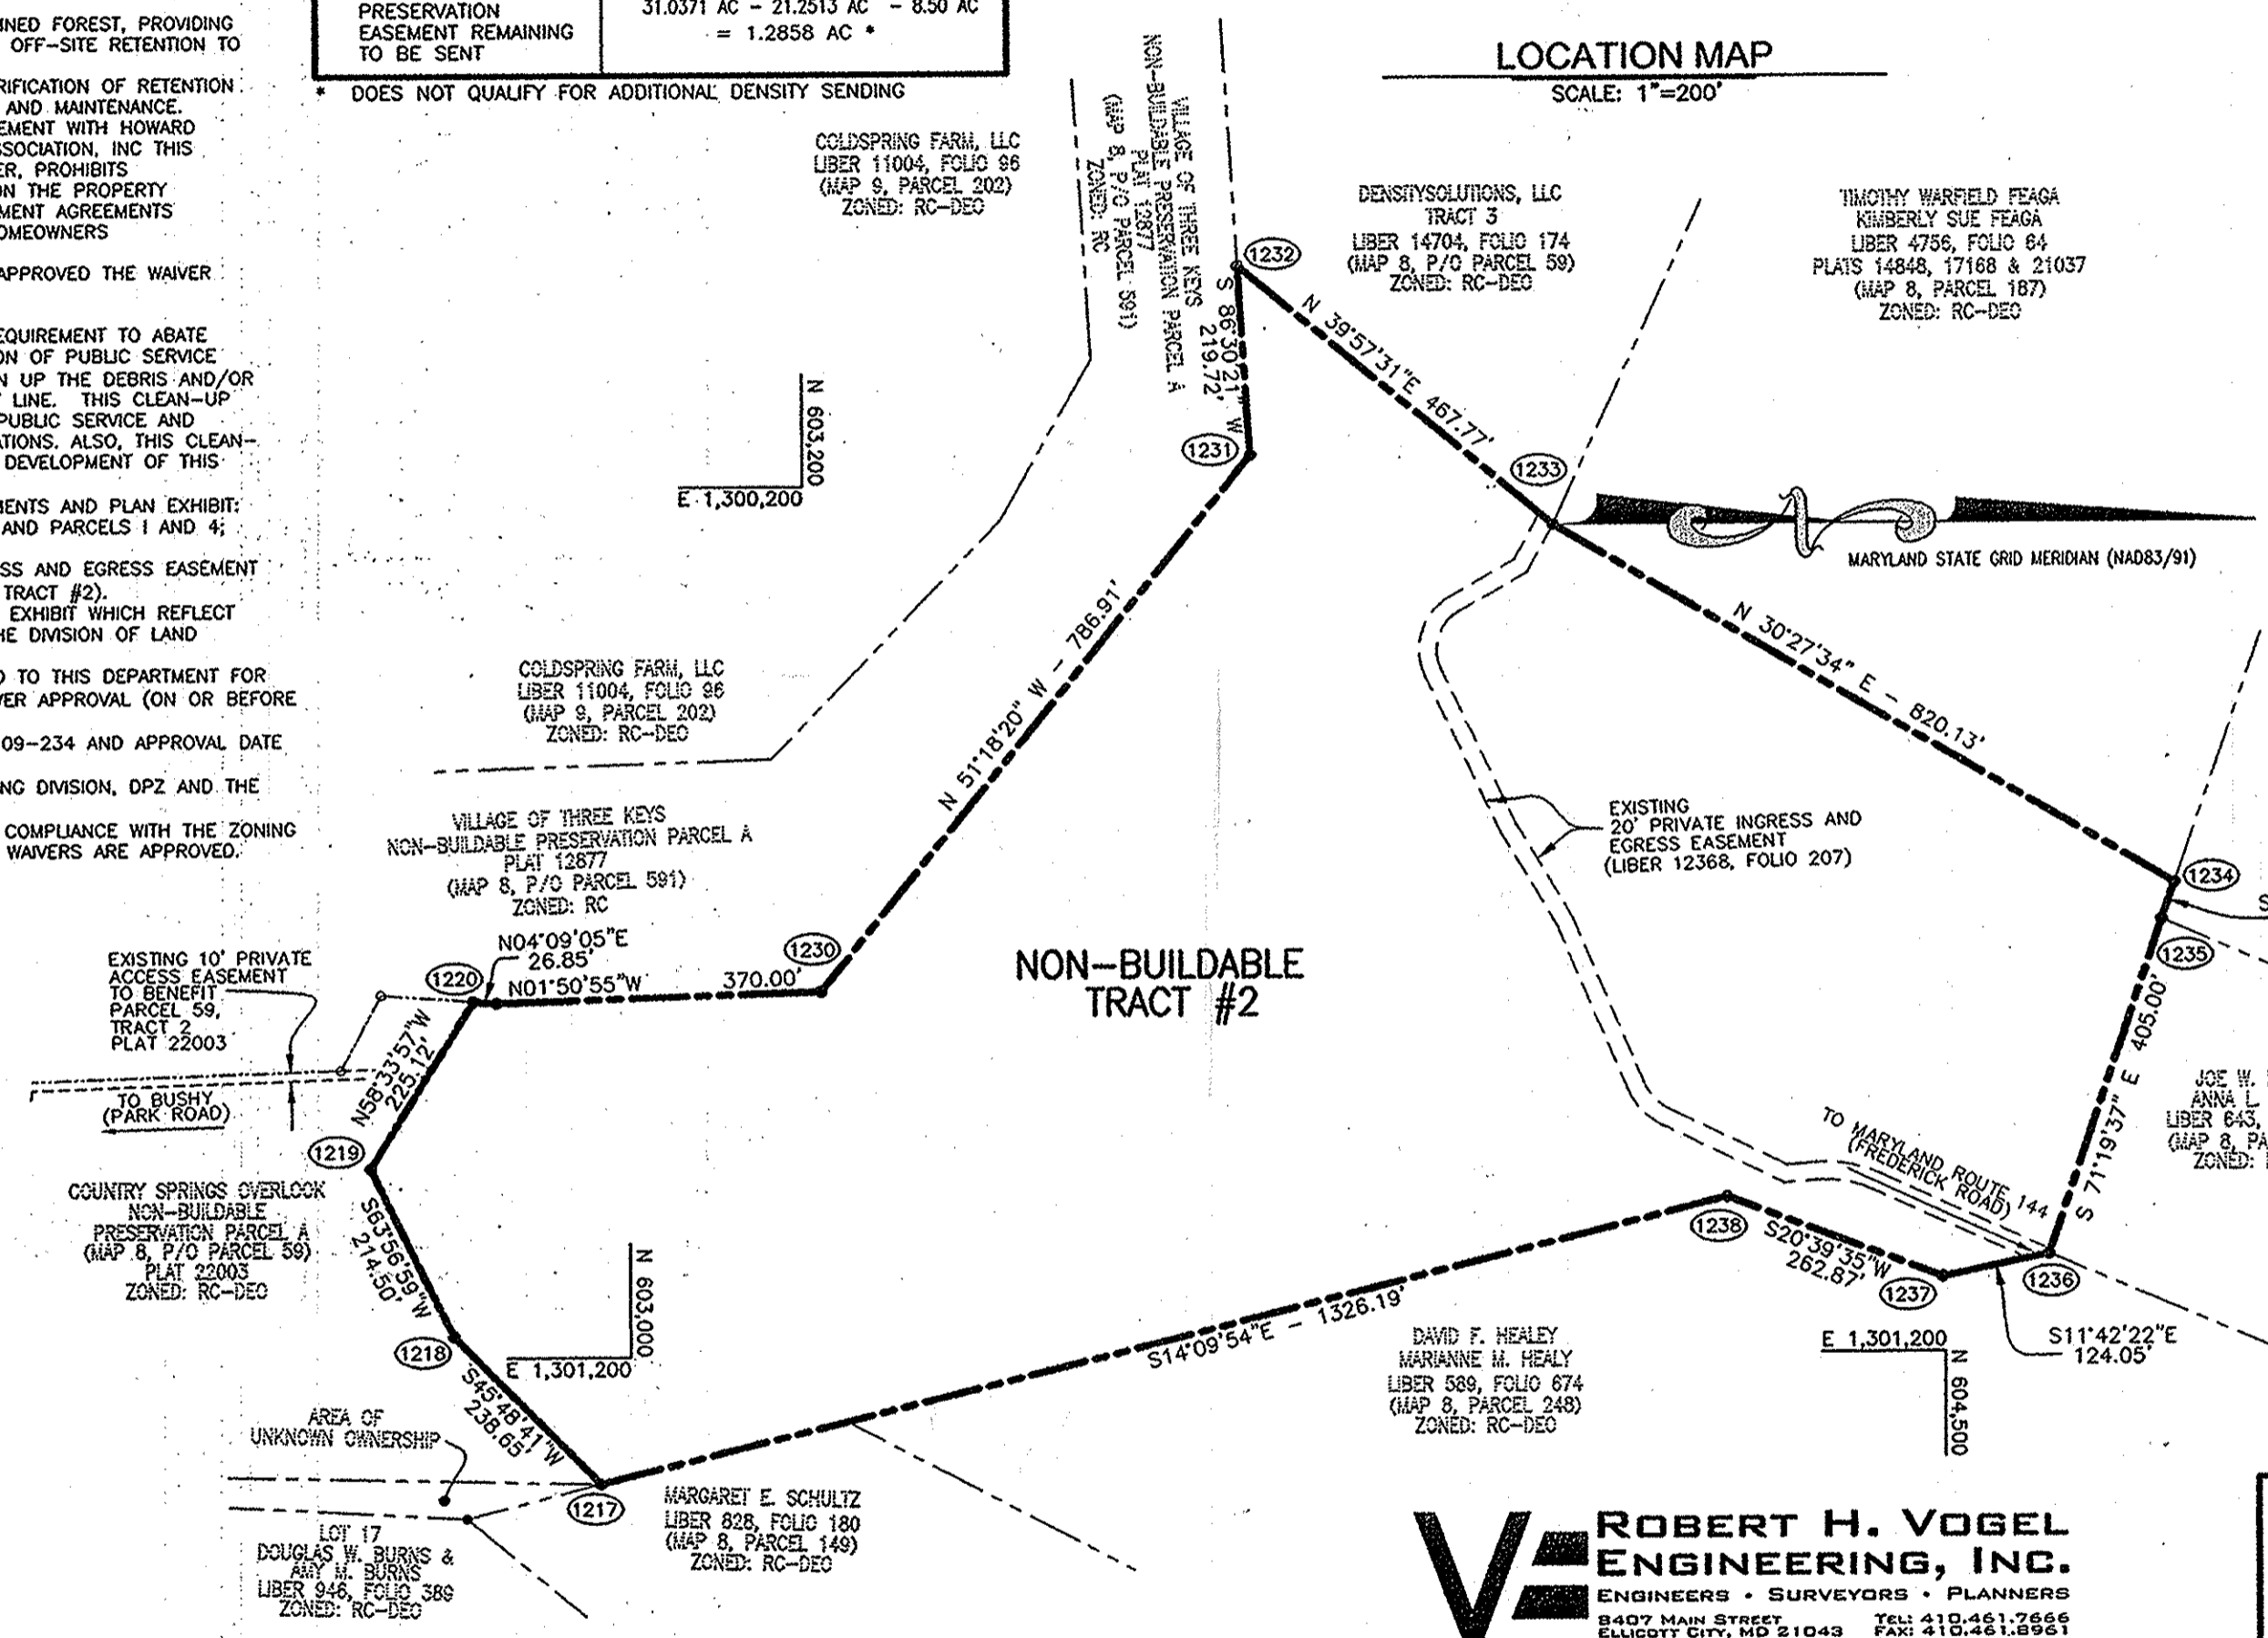 INED FOREST, PROVIDING
OFF-SITE RETENTION TO
RIFICATION OF RETENTION
AND MAINTENANCE.
EMENT WITH HOWARD
SSOCIATION, INC THIS
ER, PROHIBITS
ON THE PROPERTY
MENT AGREEMENTS
OMEOWNERS
APPROVED THE WAIVER
EQUIREMENT TO ABATE
ON OF PUBLIC SERVICE
N UP THE DEBRIS AND/OR
LINE. THIS CLEAN-UP
PUBLIC SERVICE AND
ATIONS. ALSO, THIS CLEAN-
DEVELOPMENT OF THIS
MENTS AND PLAN EXHIBIT:
AND PARCELS 1 AND 4;
SS AND EGRESS EASEMENT
TRACT #2).
EXHIBIT WHICH REFLECT
HE DIVISION OF LAND
D TO THIS DEPARTMENT FOR
VER APPROVAL (ON OR BEFORE
09-234 AND APPROVAL DATE
NG DIVISION, DPZ AND THE
COMPLIANCE WITH THE ZONING
WAIVERS ARE APPROVED.
PRESERVATION
EASEMENT REMAINING
TO BE SENT
31.0371 AC - 21.2513 AC - 8.50 AC
= 1.2858 AC *
* DOES NOT QUALIFY FOR ADDITIONAL DENSITY SENDING
LOCATION MAP
SCALE: 1"=200'
COLDSPRING FARM, LLC
LIBER 11004, FOLIO 96
(MAP 9, PARCEL 202)
ZONED: RC-DEO
VILLAGE OF THREE KEYS
NON-BUILDABLE PRESERVATION PARCEL A
PLAT 12877
(MAP 8, P/O PARCEL 591)
ZONED: RC
DENSITYSOLUTIONS, LLC
TRACT 3
LIBER 14704, FOLIO 174
(MAP 8, P/O PARCEL 59)
ZONED: RC-DEO
TIMOTHY WARFIELD FEAGA
KIMBERLY SUE FEAGA
LIBER 4756, FOLIO 64
PLATS 14848, 17168 & 21037
(MAP 8, PARCEL 187)
ZONED: RC-DEO
1232
S 86°30'21" W
219.72'
1231
N 39°57'31"E 467.77'
1233
N 603,200
E 1,300,200
MARYLAND STATE GRID MERIDIAN (NAD83/91)
N 30°27'34" E - 820.13'
N 51°18'20" W - 786.91'
COLDSPRING FARM, LLC
LIBER 11004, FOLIO 96
(MAP 9, PARCEL 202)
ZONED: RC-DEO
EXISTING
20' PRIVATE INGRESS AND
EGRESS EASEMENT
(LIBER 12368, FOLIO 207)
VILLAGE OF THREE KEYS
NON-BUILDABLE PRESERVATION PARCEL A
PLAT 12877
(MAP 8, P/O PARCEL 591)
ZONED: RC
1234
S
1235
EXISTING 10' PRIVATE
ACCESS EASEMENT
TO BENEFIT
PARCEL 59,
TRACT 2
PLAT 22003
1220
N04°09'05"E
26.85'
N01°50'55"W 370.00'
1230
NON-BUILDABLE
TRACT #2
S 71°19'37" E 405.00'
TO BUSHY
(PARK ROAD)
N58°33'57"W
225.12'
1219
JOE W.
ANNA L.
LIBER 643,
(MAP 8, PA
ZONED:
TO MARYLAND ROUTE 144
(FREDERICK ROAD)
COUNTRY SPRINGS OVERLOOK
NON-BUILDABLE
PRESERVATION PARCEL A
(MAP 8, P/O PARCEL 59)
PLAT 22003
ZONED: RC-DEO
S63°56'59"W
214.50'
1218
S45°48'41"W
238.65'
N 603,000
E 1,301,200
S14°09'54"E - 1326.19'
1238
S20°39'35"W
262.87'
1237
1236
S11°42'22"E
124.05'
E 1,301,200
N 604,500
DAVID F. HEALEY
MARIANNE M. HEALY
LIBER 589, FOLIO 674
(MAP 8, PARCEL 248)
ZONED: RC-DEO
AREA OF
UNKNOWN OWNERSHIP
1217
MARGARET E. SCHULTZ
LIBER 828, FOLIO 180
(MAP 8, PARCEL 149)
ZONED: RC-DEO
LOT 17
DOUGLAS W. BURNS &
AMY M. BURNS
LIBER 946, FOLIO 389
ZONED: RC-DEO
VE
ROBERT H. VOGEL
ENGINEERING, INC.
ENGINEERS • SURVEYORS • PLANNERS
8407 MAIN STREET TEL: 410.461.7666
ELLICOTT CITY, MD 21043 FAX: 410.461.8961